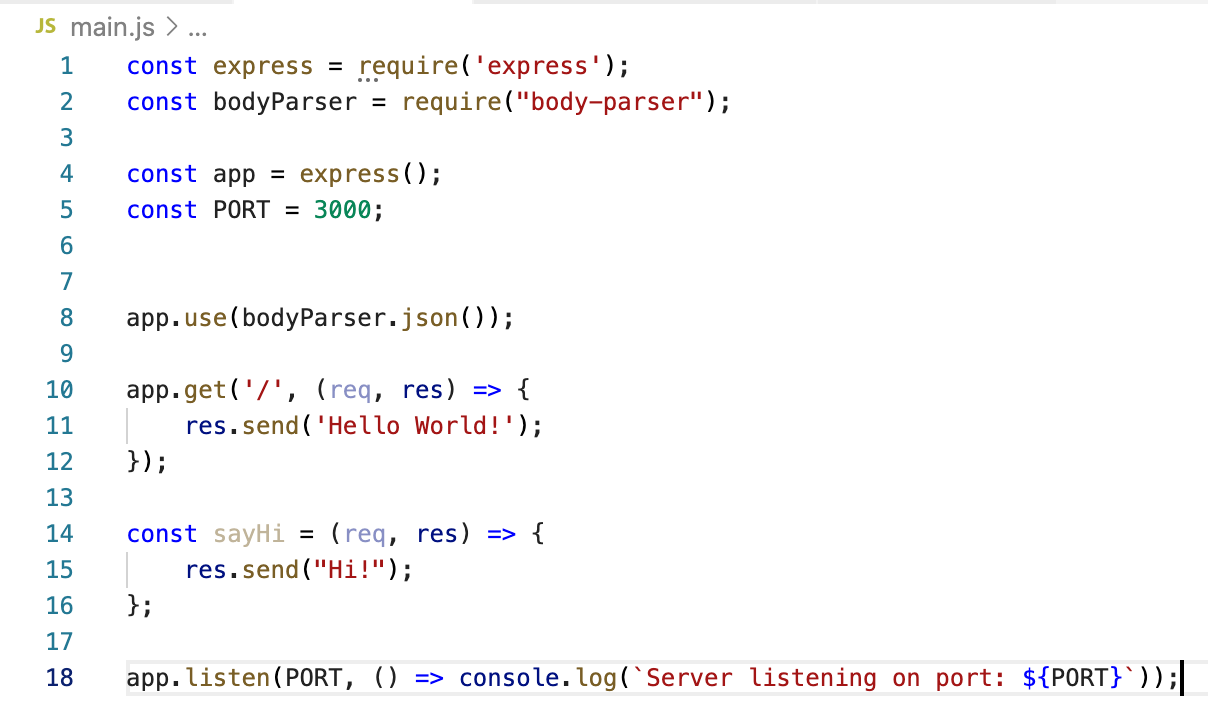 JS main.js > ...
1 const express = require('express');
2 const bodyParser = require("body-parser");
3
4 const app = express();
5 const PORT = 3000;
6
7
8 app.use(bodyParser.json());
9
10 app.get('/', (req, res) => {
11     res.send('Hello World!');
12 });
13
14 const sayHi = (req, res) => {
15     res.send("Hi!");
16 };
17
18 app.listen(PORT, () => console.log(`Server listening on port: ${PORT}`));